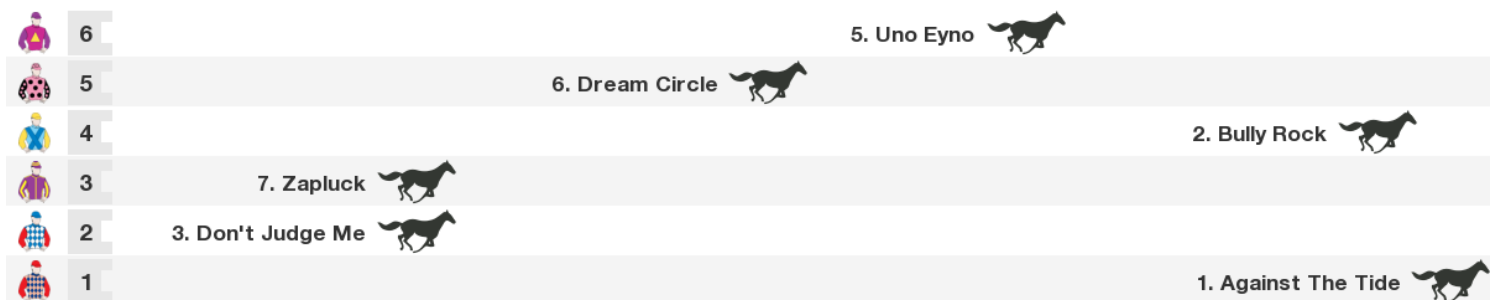 6 5. Uno Eyno
5 6. Dream Circle
4 2. Bully Rock
3 7. Zapluck
2 3. Don't Judge Me
1 1. Against The Tide